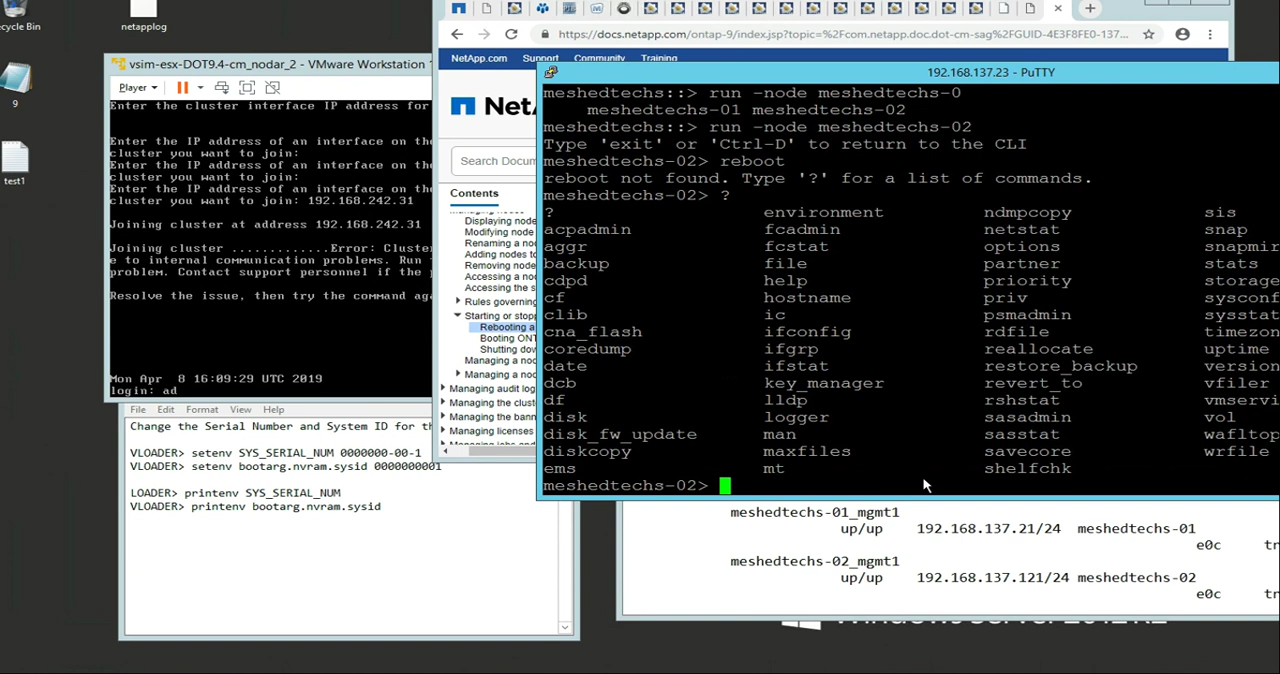 ecycle Bin
netapplog
9
test1
vsim-esx-DOT9.4-cm_nodar_2 - VMware Workstation 1
Player
Enter the cluster interface IP address for
Enter the IP address of an interface on the
cluster you want to join:
Enter the IP address of an interface on the
cluster you want to join:
Enter the IP address of an interface on the
cluster you want to join: 192.168.242.31
Joining cluster at address 192.168.242.31
Joining cluster .............Error: Cluster
e to internal communication problems. Run
problem. Contact support personnel if the p
Resolve the issue, then try the command aga
Mon Apr  8 16:09:29 UTC 2019
login: ad
File Edit Format View Help
Change the Serial Number and System ID for th
VLOADER> setenv SYS_SERIAL_NUM 0000000-00-1
VLOADER> setenv bootarg.nvram.sysid 0000000001
LOADER> printenv SYS_SERIAL_NUM
VLOADER> printenv bootarg.nvram.sysid
https://docs.netapp.com/ontap-9/index.jsp?topic=%2Fcom.netapp.doc.dot-cm-sag%2FGUID-4E3F8FE0-137...
NetApp.com Support Community Training
Net
Search Docum
Contents
Managing nodes
Displaying node
Modifying node
Renaming a nod
Adding nodes to
Removing node
Accessing a nod
Accessing the s
Rules governing
Starting or stopp
Rebooting a
Booting ONT
Shutting dow
Managing a node
Managing a nod
Managing audit log
Managing the cluste
Managing the bann
Managing licenses
Managing jobs and
192.168.137.23 - PuTTY
meshedtechs::> run -node meshedtechs-0
meshedtechs-01 meshedtechs-02
meshedtechs::> run -node meshedtechs-02
Type 'exit' or 'Ctrl-D' to return to the CLI
meshedtechs-02> reboot
reboot not found. Type '?' for a list of commands.
meshedtechs-02> ?
? environment ndmpcopy sis
acpadmin fcadmin netstat snap
aggr fcstat options snapmir
backup file partner stats
cdpd help priority storage
cf hostname priv sysconf
clib ic psmadmin sysstat
cna_flash ifconfig rdfile timezon
coredump ifgrp reallocate uptime
date ifstat restore_backup version
dcb key_manager revert_to vfiler
df lldp rshstat vmservi
disk logger sasadmin vol
disk_fw_update man sasstat wafltop
diskcopy maxfiles savecore wrfile
ems mt shelfchk
meshedtechs-02>
meshedtechs-01_mgmt1
up/up 192.168.137.21/24 meshedtechs-01
e0c tr
meshedtechs-02_mgmt1
up/up 192.168.137.121/24 meshedtechs-02
e0c tr